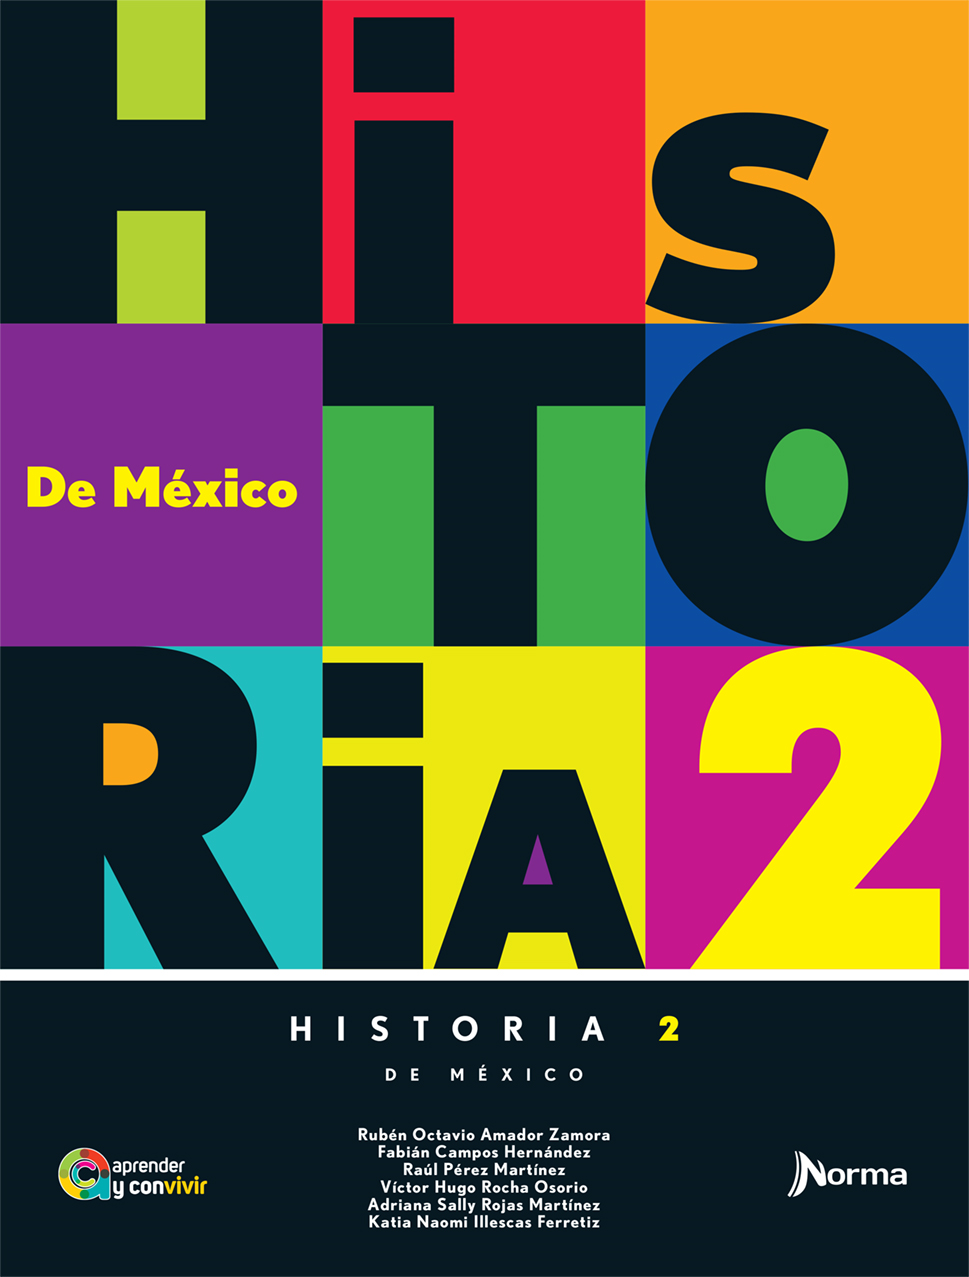 His
De México
TO
RiA2
HISTORIA 2
DE MÉXICO
Rubén Octavio Amador Zamora
Fabián Campos Hernández
Raúl Pérez Martínez
Víctor Hugo Rocha Osorio
Adriana Sally Rojas Martínez
Katia Naomi Illescas Ferretiz
aprender
y convivir
Norma